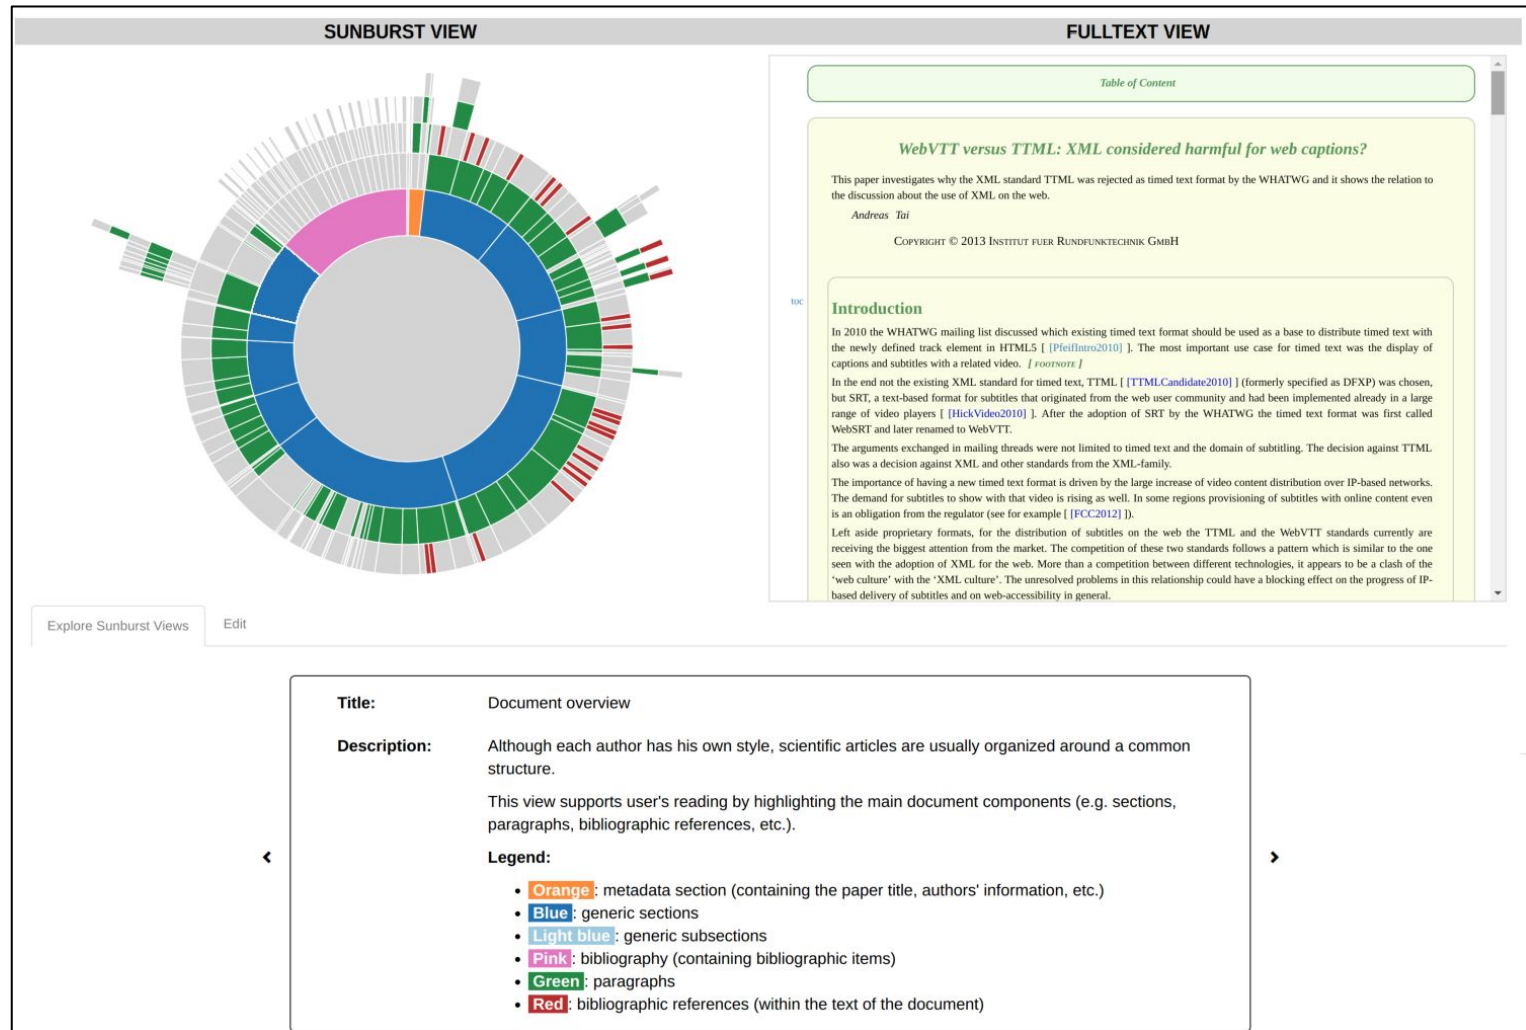 SUNBURST VIEW
FULLTEXT VIEW
Table of Content
WebVTT versus TTML: XML considered harmful for web captions?
This paper investigates why the XML standard TTML was rejected as timed text format by the WHATWG and it shows the relation to
the discussion about the use of XML on the web.
Andreas Tai
COPYRIGHT © 2013 INSTITUT FUER RUNDFUNKTECHNIK GMBH
toc
Introduction
In 2010 the WHATWG mailing list discussed which existing timed text format should be used as a base to distribute timed text with
the newly defined track element in HTML5 [ [PfeifIntro2010] ]. The most important use case for timed text was the display of
captions and subtitles with a related video. [ FOOTNOTE ]
In the end not the existing XML standard for timed text, TTML [ [TTMLCandidate2010] ] (formerly specified as DFXP) was chosen,
but SRT, a text-based format for subtitles that originated from the web user community and had been implemented already in a large
range of video players [ [HickVideo2010] ]. After the adoption of SRT by the WHATWG the timed text format was first called
WebSRT and later renamed to WebVTT.
The arguments exchanged in mailing threads were not limited to timed text and the domain of subtitling. The decision against TTML
also was a decision against XML and other standards from the XML-family.
The importance of having a new timed text format is driven by the large increase of video content distribution over IP-based networks.
The demand for subtitles to show with that video is rising as well. In some regions provisioning of subtitles with online content even
is an obligation from the regulator (see for example [ [FCC2012] ]).
Left aside proprietary formats, for the distribution of subtitles on the web the TTML and the WebVTT standards currently are
receiving the biggest attention from the market. The competition of these two standards follows a pattern which is similar to the one
seen with the adoption of XML for the web. More than a competition between different technologies, it appears to be a clash of the
‘web culture’ with the ‘XML culture’. The unresolved problems in this relationship could have a blocking effect on the progress of IP-
based delivery of subtitles and on web-accessibility in general.
Explore Sunburst Views
Edit
Title: Document overview
Description: Although each author has his own style, scientific articles are usually organized around a common
structure.
This view supports user's reading by highlighting the main document components (e.g. sections,
paragraphs, bibliographic references, etc.).
Legend:
• Orange : metadata section (containing the paper title, authors' information, etc.)
• Blue : generic sections
• Light blue : generic subsections
• Pink : bibliography (containing bibliographic items)
• Green : paragraphs
• Red : bibliographic references (within the text of the document)